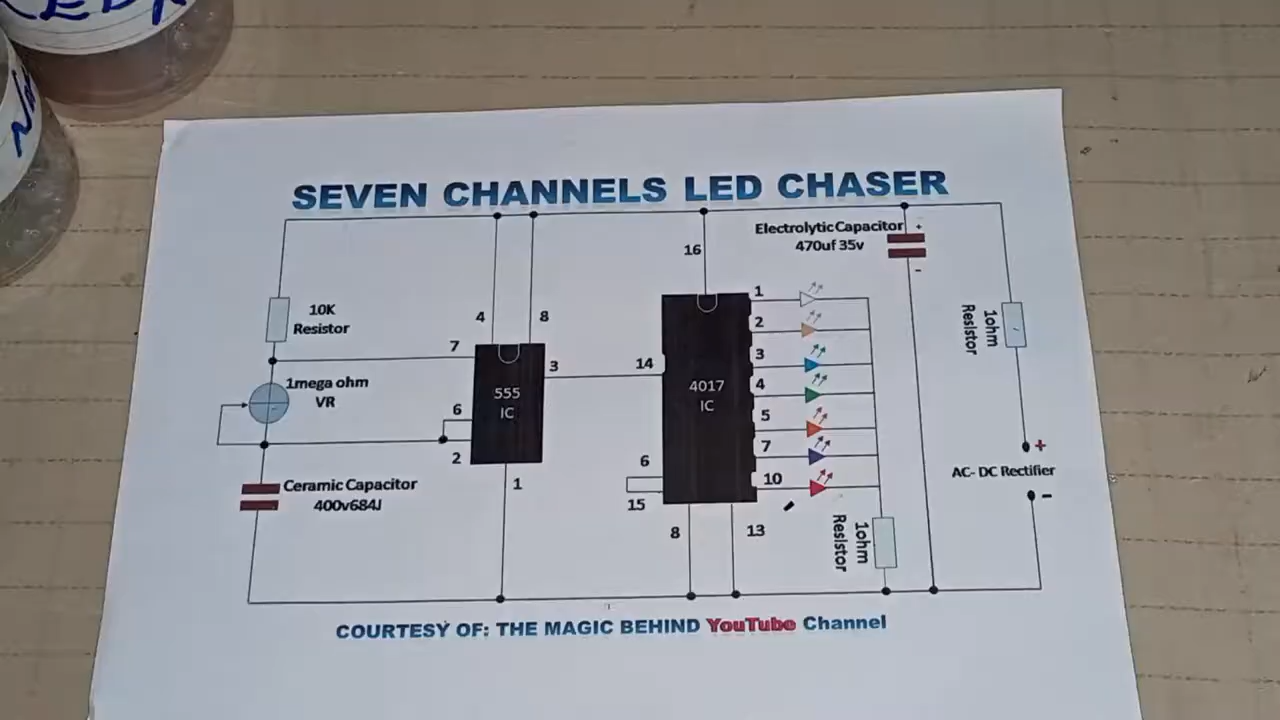 SEVEN CHANNELS LED CHASER
Electrolytic Capacitor
470uf 35v
+
-
16
10K
Resistor
4
8
7
1mega ohm
VR
555
IC
3
14
6
2
1
4017
IC
1
2
3
4
5
7
10
6
15
8
13
1ohm
Resistor
1ohm
Resistor
+
AC- DC Rectifier
-
Ceramic Capacitor
400v684J
COURTESY OF: THE MAGIC BEHIND YouTube Channel